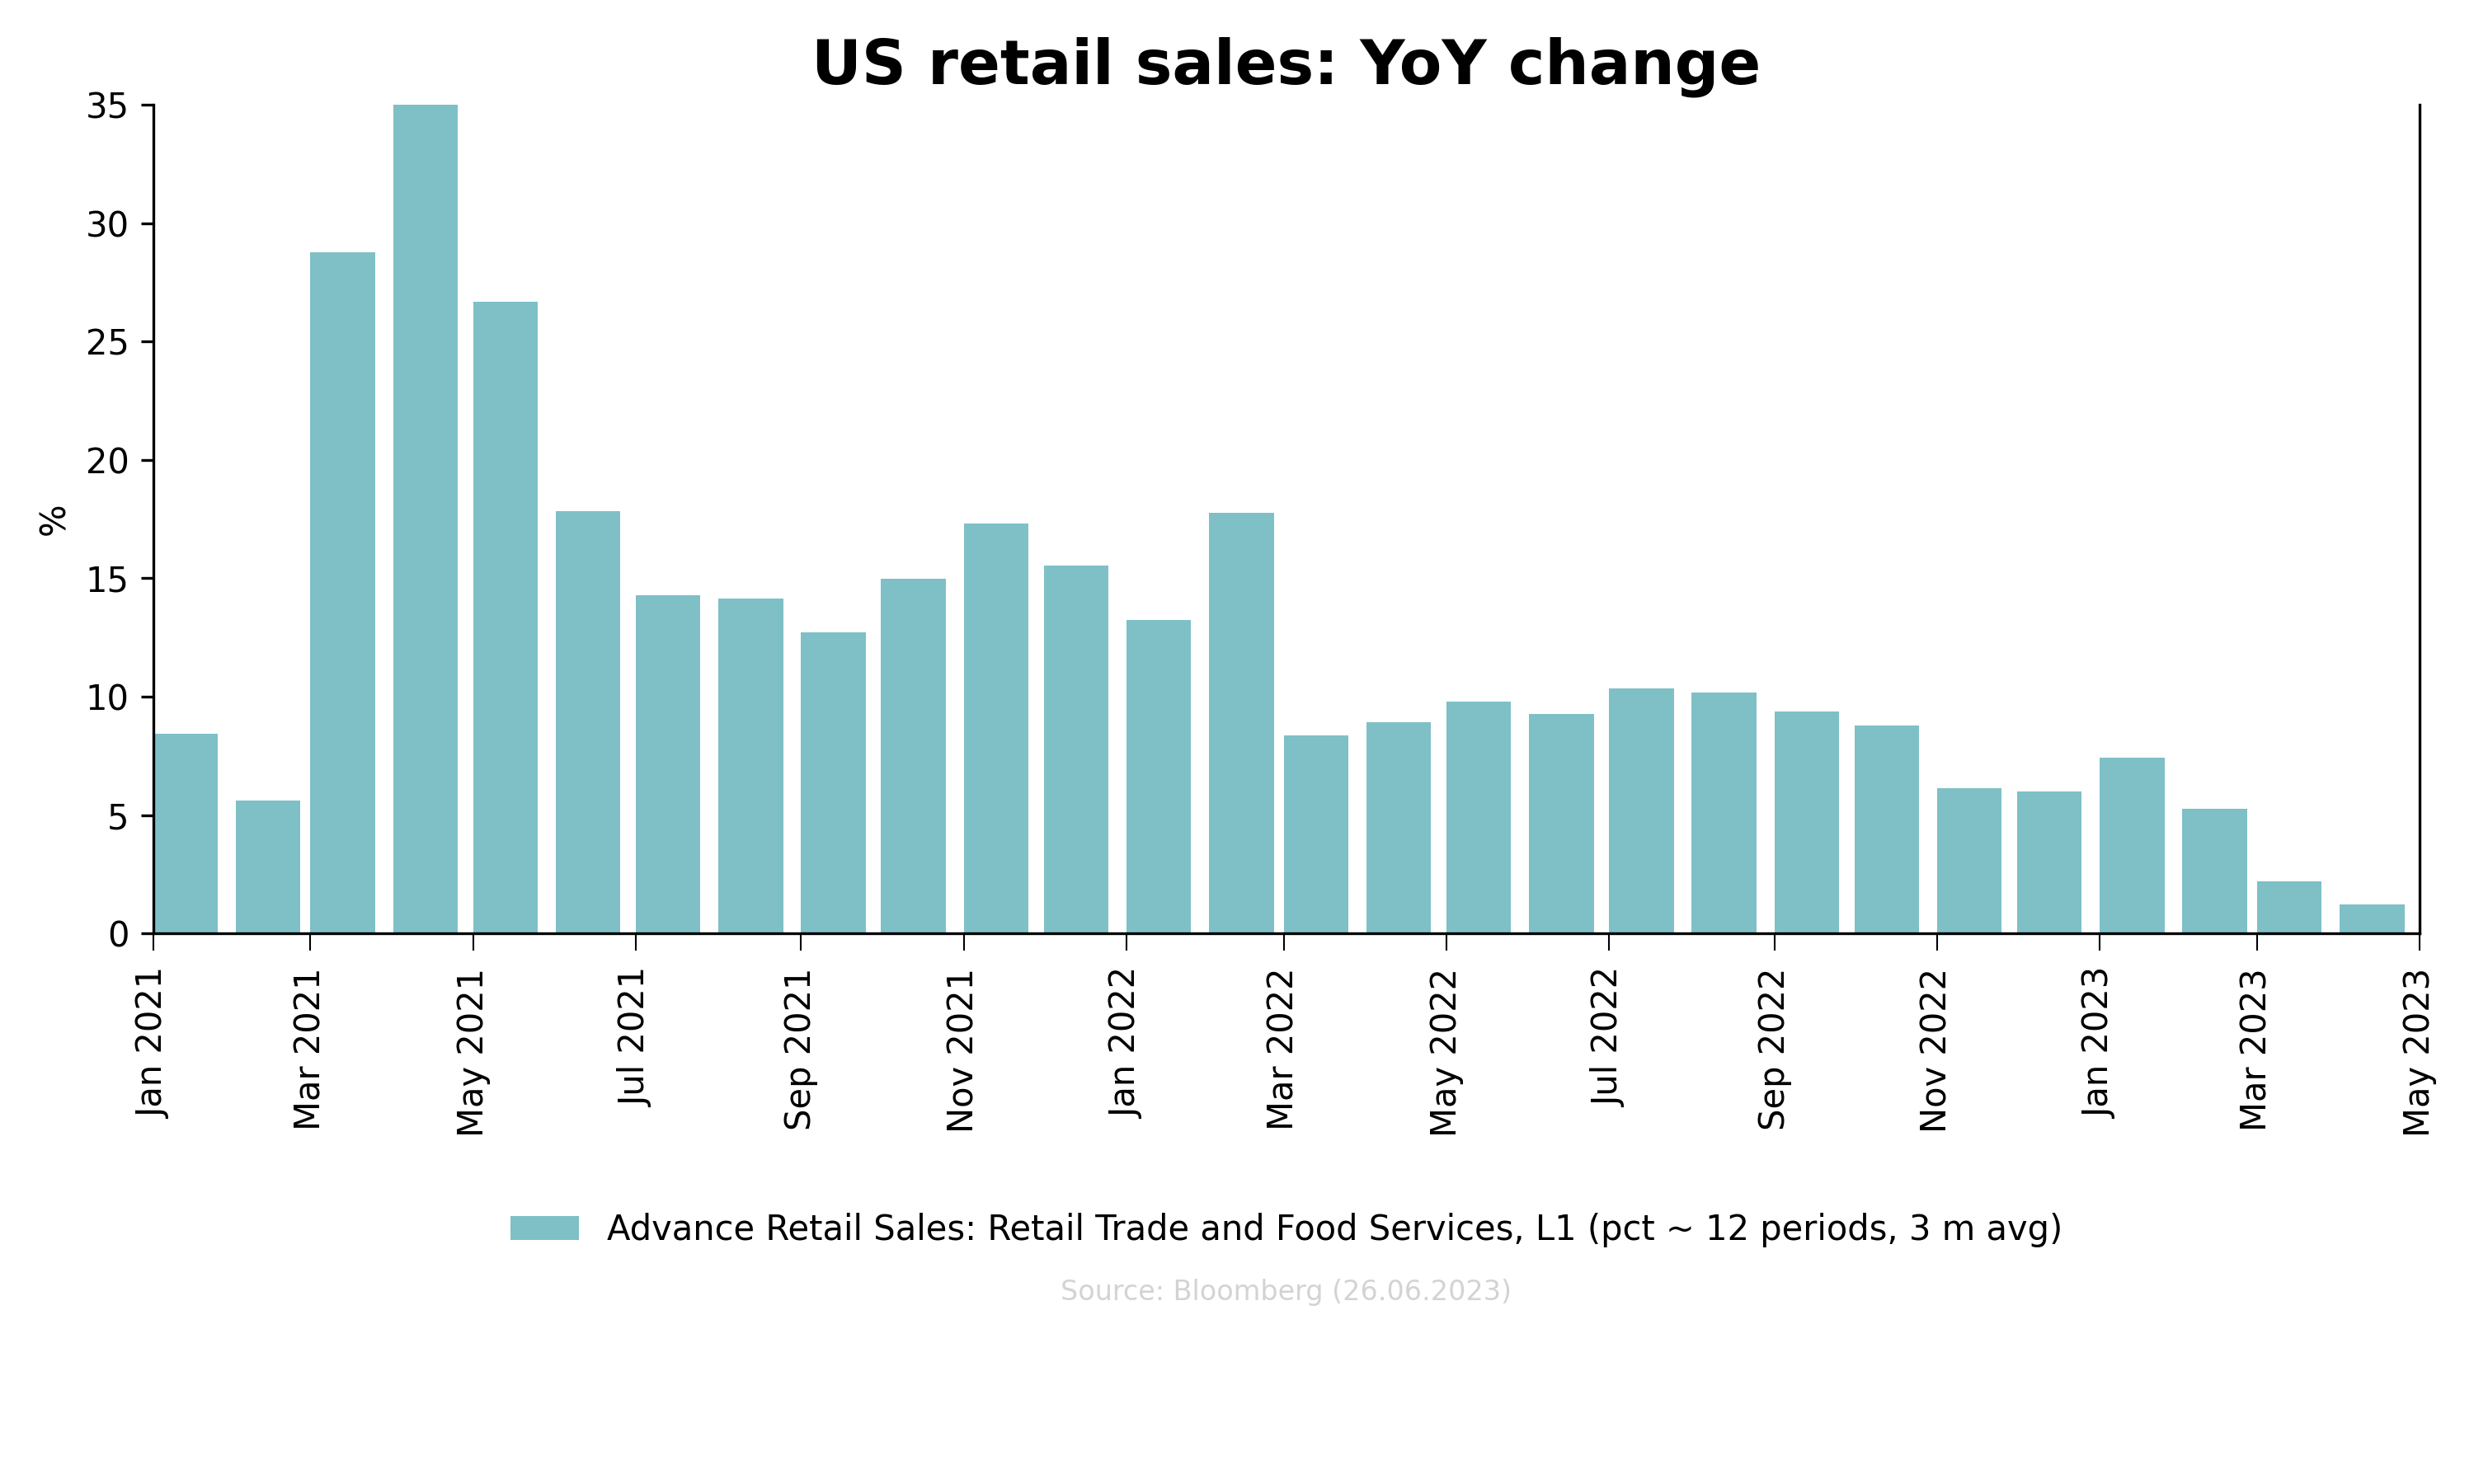 US retail sales: YoY change
35
30
25
20
15
10
5
0
%
Jan 2021
Mar 2021
May 2021
Jul 2021
Sep 2021
Nov 2021
Jan 2022
Mar 2022
May 2022
Jul 2022
Sep 2022
Nov 2022
Jan 2023
Mar 2023
May 2023
Advance Retail Sales: Retail Trade and Food Services, L1 (pct ~ 12 periods, 3 m avg)
Source: Bloomberg (26.06.2023)